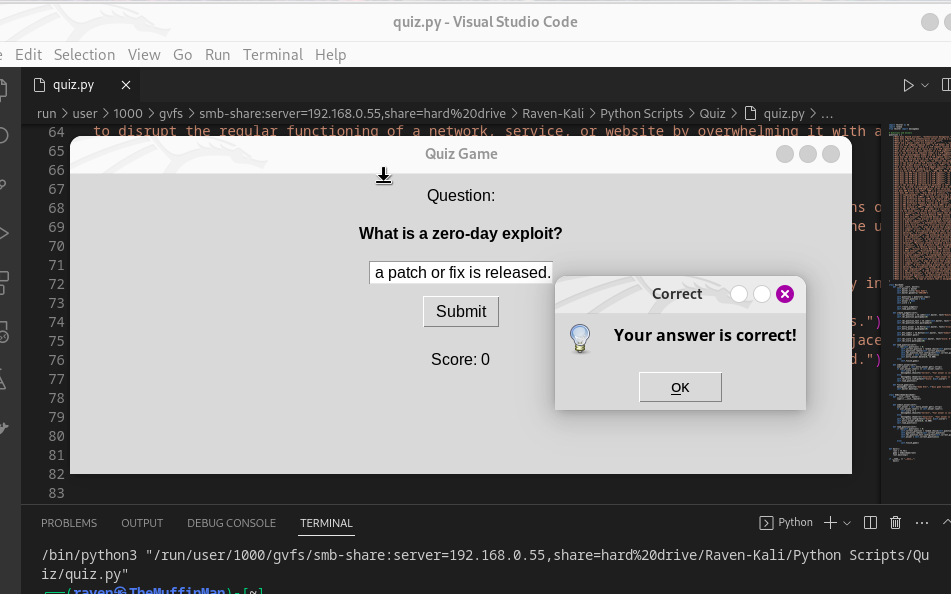 quiz.py - Visual Studio Code
Edit Selection View Go Run Terminal Help
quiz.py
run > user > 1000 > gvfs > smb-share:server=192.168.0.55,share=hard%20drive > Raven-Kali > Python Scripts > Quiz > quiz.py > ...
64 to disrupt the regular functioning of a network, service, or website by overwhelming it with a
65
66
67
68
69
70
71
72
73
74
75
76
77
78
79
80
81
82
83
Quiz Game
Question:
What is a zero-day exploit?
a patch or fix is released.
Submit
Score: 0
Correct
Your answer is correct!
OK
PROBLEMS OUTPUT DEBUG CONSOLE TERMINAL
Python
/bin/python3 "/run/user/1000/gvfs/smb-share:server=192.168.0.55,share=hard%20drive/Raven-Kali/Python Scripts/Qu
iz/quiz.py"
(raven㉿TheMuffinMan)-[~]